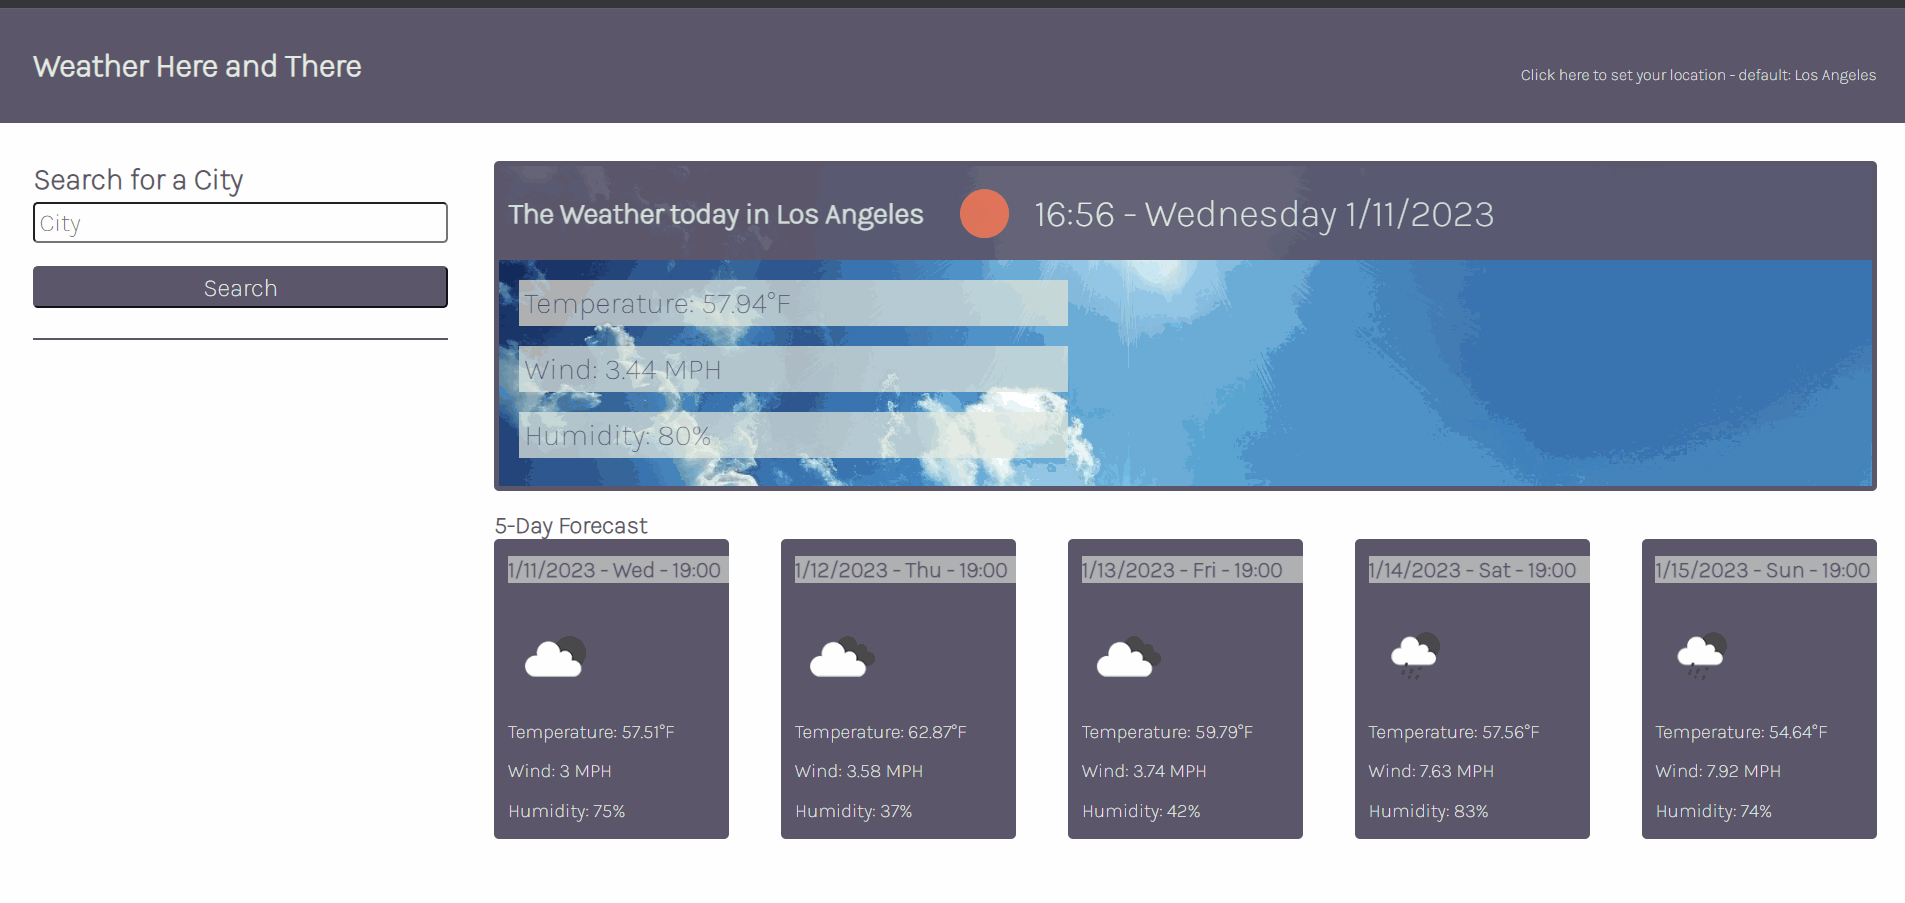 Weather Here and There
Click here to set your location - default: Los Angeles
Search for a City
City
Search
The Weather today in Los Angeles
16:56 - Wednesday 1/11/2023
Temperature: 57.94°F
Wind: 3.44 MPH
Humidity: 80%
5-Day Forecast
1/11/2023 - Wed - 19:00
Temperature: 57.51°F
Wind: 3 MPH
Humidity: 75%
1/12/2023 - Thu - 19:00
Temperature: 62.87°F
Wind: 3.58 MPH
Humidity: 37%
1/13/2023 - Fri - 19:00
Temperature: 59.79°F
Wind: 3.74 MPH
Humidity: 42%
1/14/2023 - Sat - 19:00
Temperature: 57.56°F
Wind: 7.63 MPH
Humidity: 83%
1/15/2023 - Sun - 19:00
Temperature: 54.64°F
Wind: 7.92 MPH
Humidity: 74%